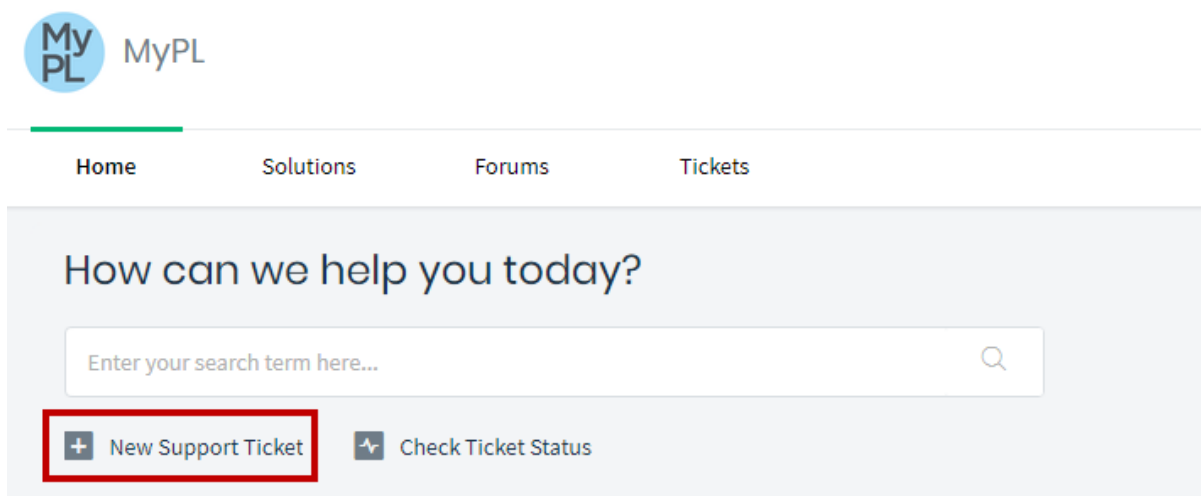 My
PL
MyPL
Home Solutions Forums Tickets
How can we help you today?
Enter your search term here...
New Support Ticket Check Ticket Status